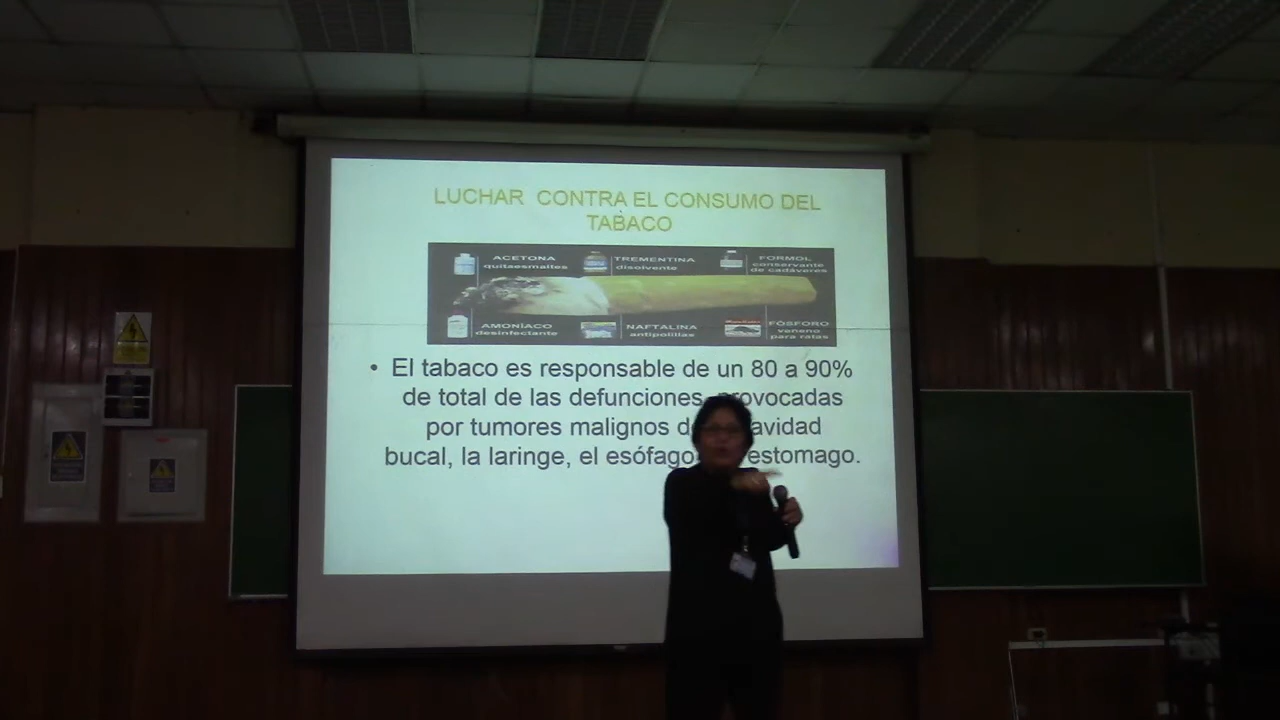 LUCHAR CONTRA EL CONSUMO DEL
TABACO
ACETONA
quitaesmaltes
TREMENTINA
disolvente
FORMOL
conservante
de cadáveres
AMONÍACO
desinfectante
NAFTALINA
antipolillas
FÓSFORO
veneno
para ratas
• El tabaco es responsable de un 80 a 90%
de total de las defunciones provocadas
por tumores malignos
bucal, la laringe, el esófago estomago.